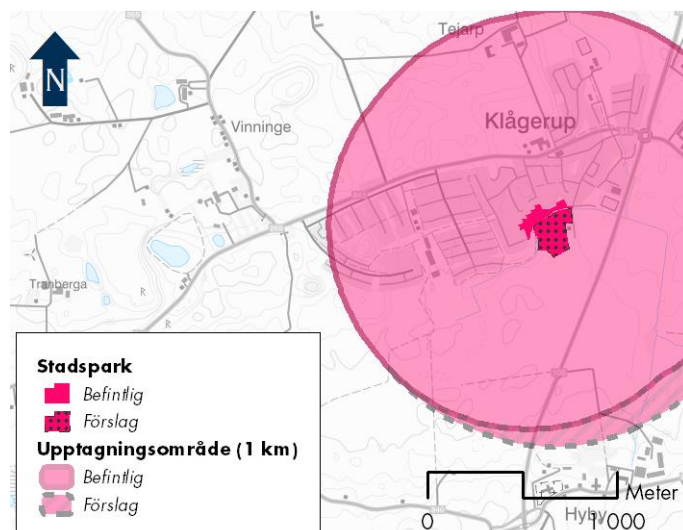 Tejarp
N
Klågerup
Vinninge
Tranberga
R
R
R
Stadspark
Befintlig
Förslag
Upptagningsområde (1 km)
Befintlig
Förslag
Meter
Hyby
0
1 000